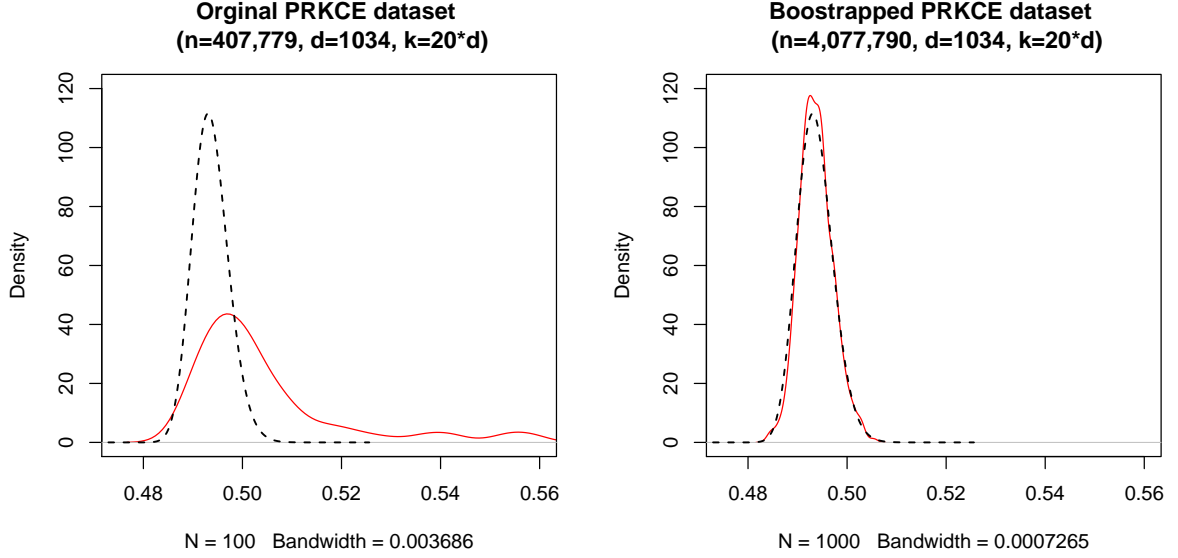 Orginal PRKCE dataset
(n=407,779, d=1034, k=20*d)
Density
120
100
80
60
40
20
0
0.48 0.50 0.52 0.54 0.56
N = 100 Bandwidth = 0.003686
Boostrapped PRKCE dataset
(n=4,077,790, d=1034, k=20*d)
Density
120
100
80
60
40
20
0
0.48 0.50 0.52 0.54 0.56
N = 1000 Bandwidth = 0.0007265